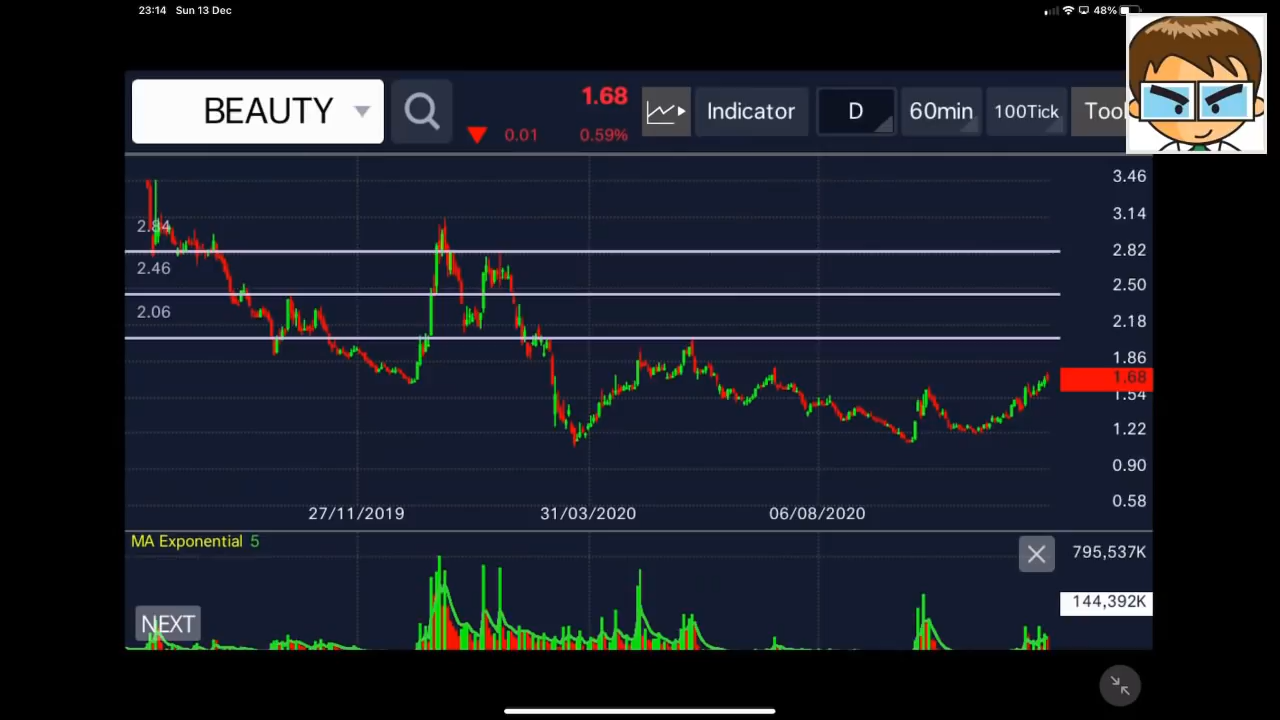 23:14 Sun 13 Dec
48%
BEAUTY
1.68
0.01 0.59%
Indicator
D
60min
100Tick
Tool
3.46
3.14
2.84
2.82
2.46
2.50
2.06
2.18
1.86
1.68
1.54
1.22
0.90
0.58
27/11/2019 31/03/2020 06/08/2020
MA Exponential 5
795,537K
144,392K
NEXT